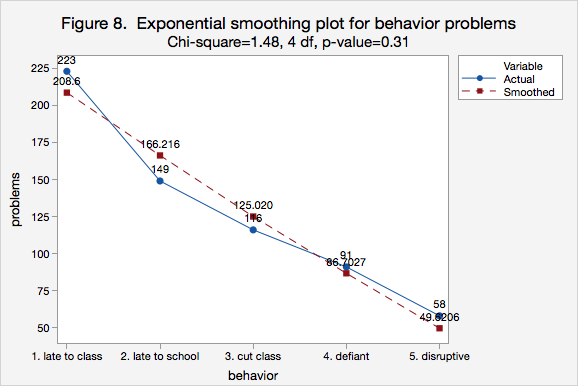 Figure 8. Exponential smoothing plot for behavior problems
Chi-square=1.48, 4 df, p-value=0.31
Variable
Actual
Smoothed
problems
225
200
175
150
125
100
75
50
223
208.6
166.216
149
125.020
116
91
86.7027
58
49.6206
1. late to class
2. late to school
3. cut class
4. defiant
5. disruptive
behavior